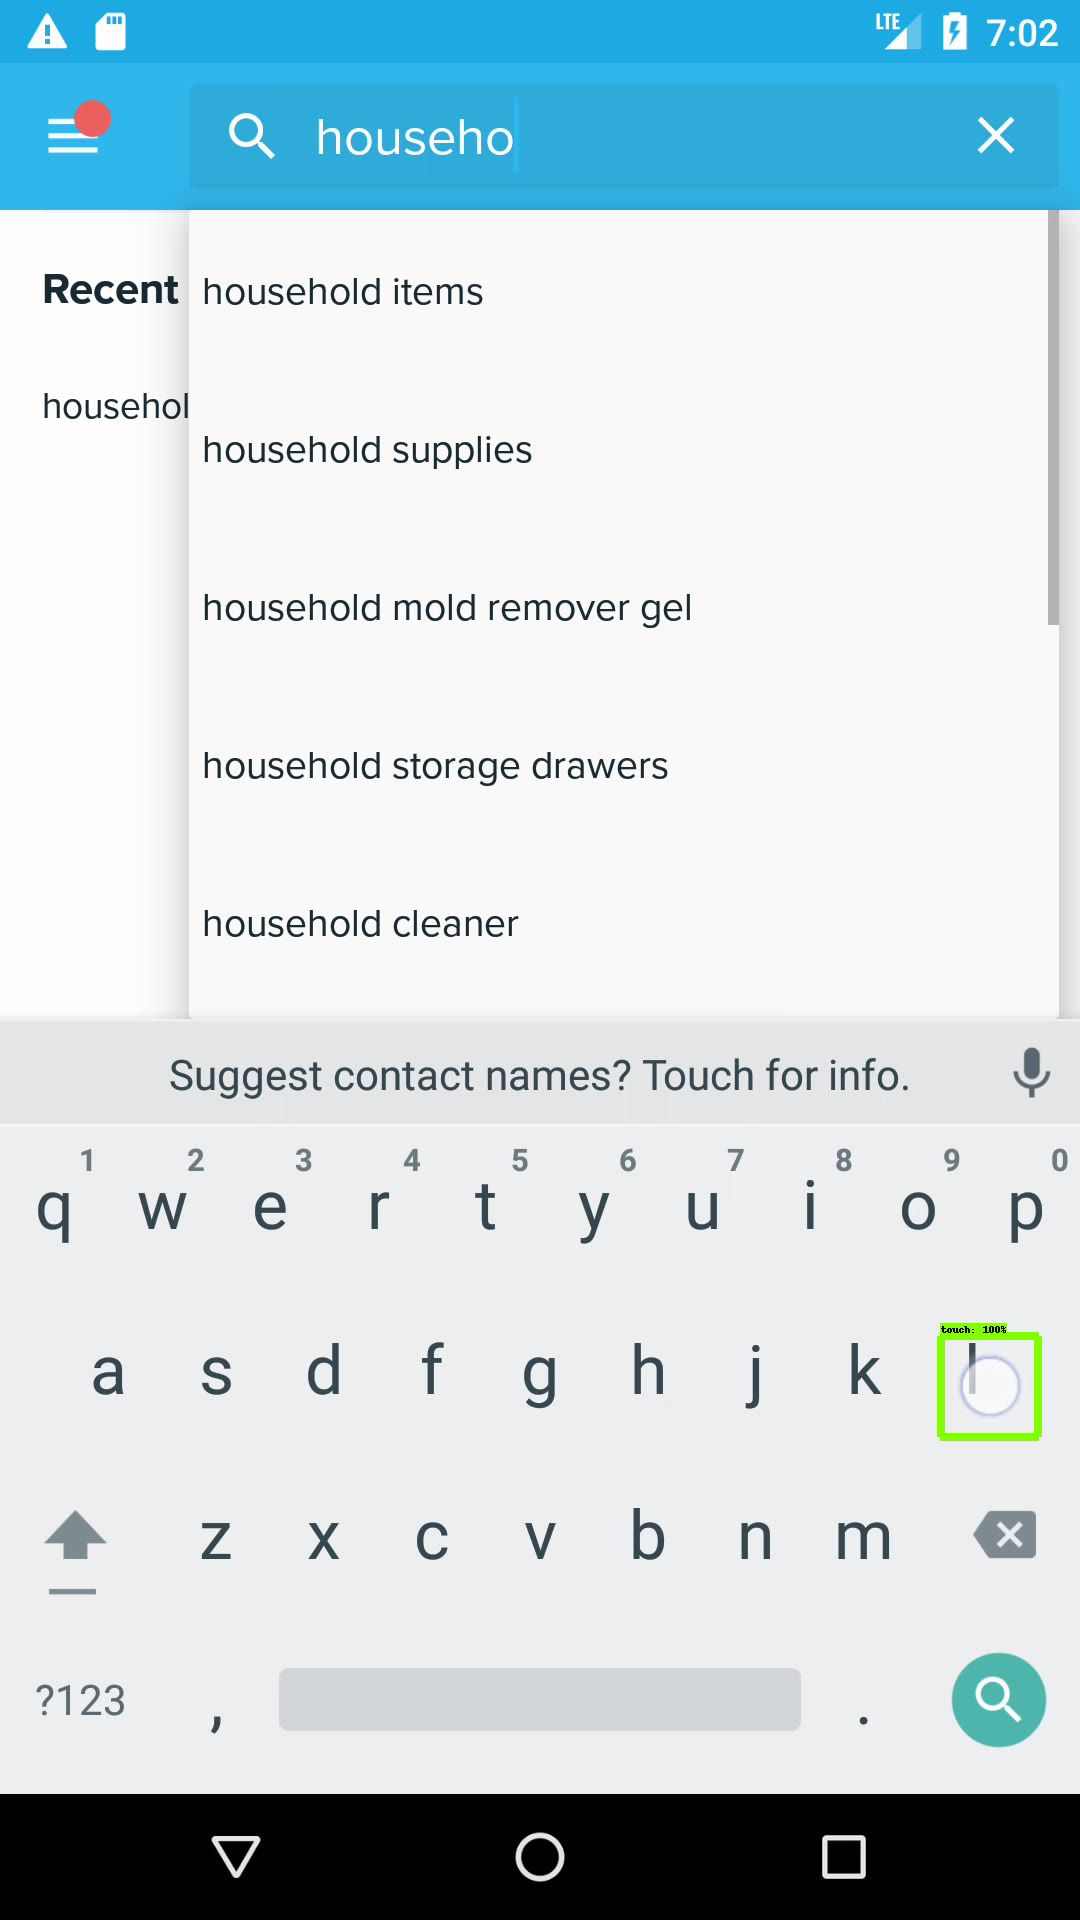 LTE 7:02
househo
Recent
househol
household items
household supplies
household mold remover gel
household storage drawers
household cleaner
Suggest contact names? Touch for info.
1 2 3 4 5 6 7 8 9 0
q w e r t y u i o p
touch: 100%
a s d f g h j k l
z x c v b n m
?123 , .